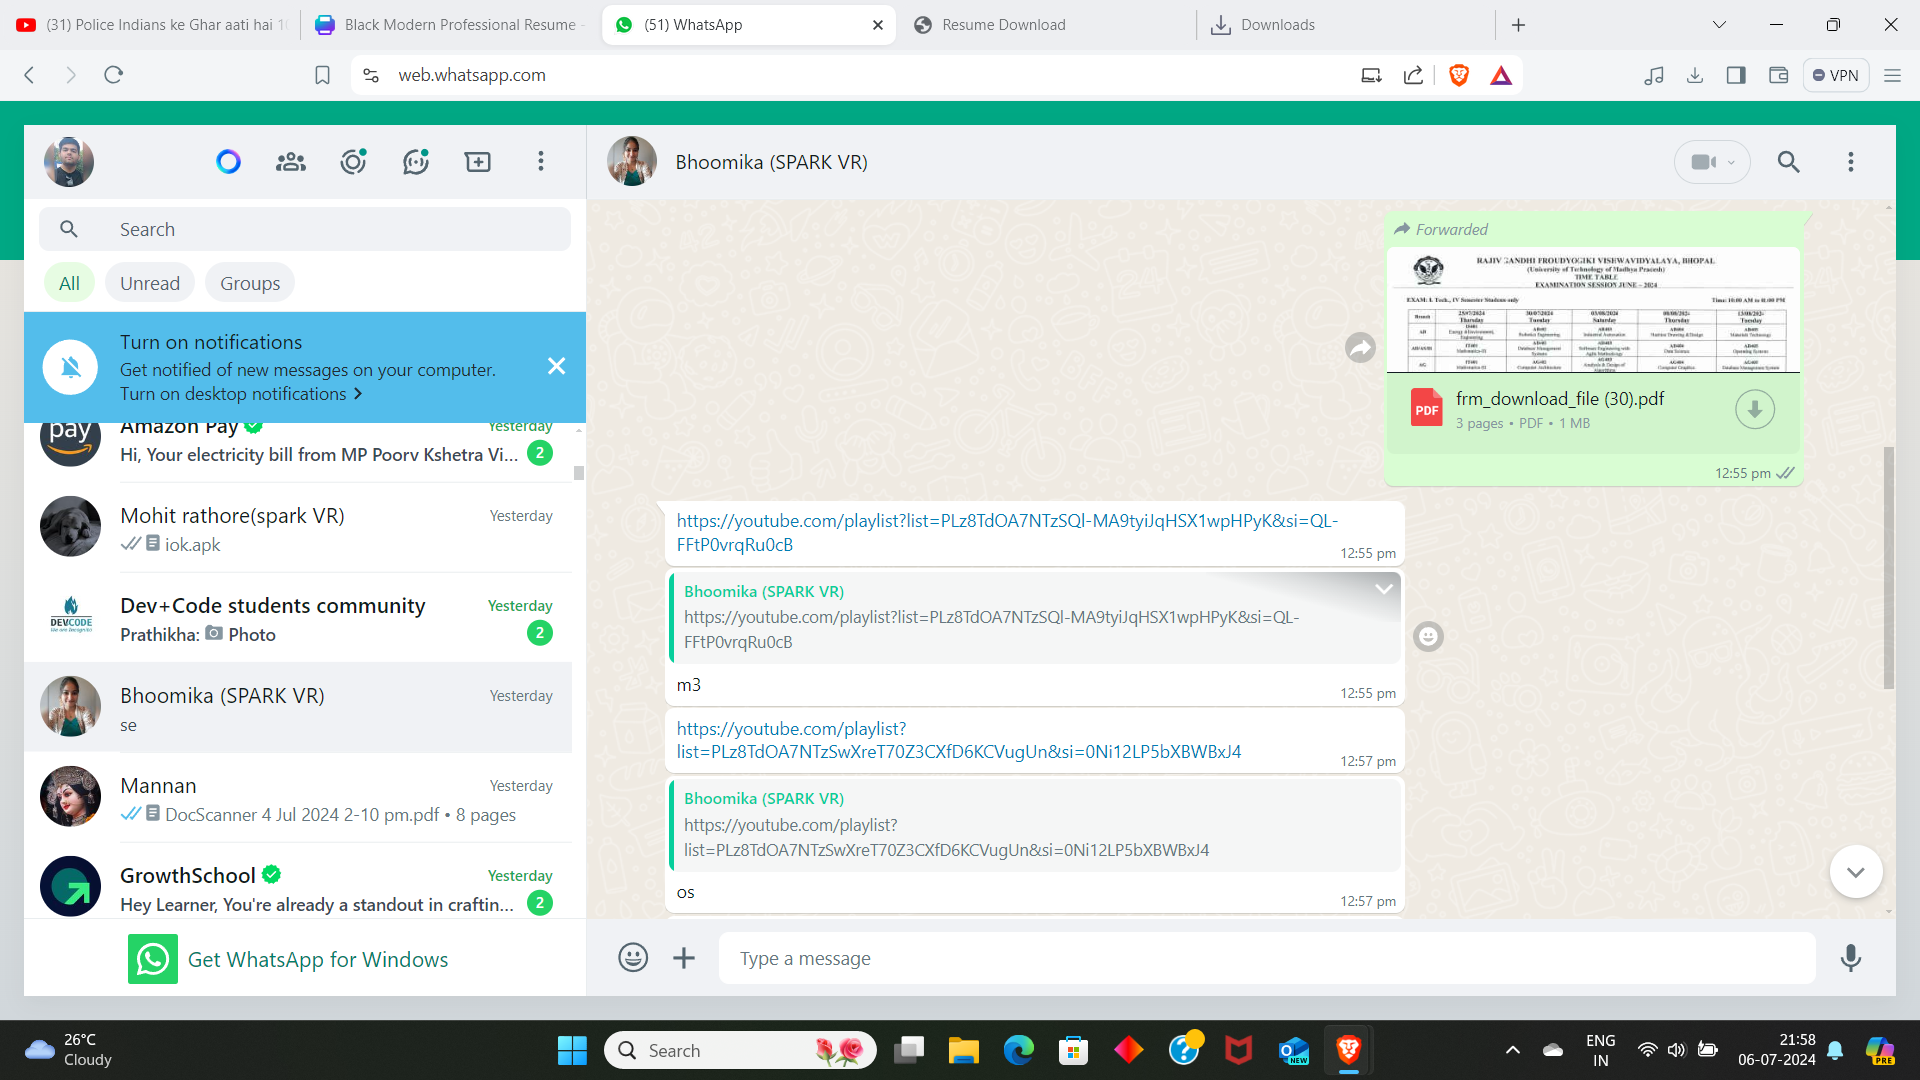 (31) Police Indians ke Ghar aati hai
Black Modern Professional Resume -
(51) WhatsApp
Resume Download
Downloads
web.whatsapp.com
VPN
Search
All
Unread
Groups
Turn on notifications
Get notified of new messages on your computer.
Turn on desktop notifications
pay
Amazon Pay
Yesterday
Hi, Your electricity bill from MP Poorv Kshetra Vi...
2
Mohit rathore(spark VR)
Yesterday
iok.apk
DEVCODE
Dev+Code students community
Yesterday
Prathikha: Photo
2
Bhoomika (SPARK VR)
Yesterday
se
Mannan
Yesterday
DocScanner 4 Jul 2024 2-10 pm.pdf • 8 pages
GrowthSchool
Yesterday
Hey Learner, You're already a standout in craftin...
2
Get WhatsApp for Windows
Bhoomika (SPARK VR)
Forwarded
RAJIV GANDHI PROUDYOGIKI VISHWAVIDYALAYA, BHOPAL
(University of Technology of Madhya Pradesh)
TIME TABLE
EXAMINATION SESSION JUNE – 2024
PDF
frm_download_file (30).pdf
3 pages • PDF • 1 MB
12:55 pm
https://youtube.com/playlist?list=PLz8TdOA7NTzSQl-MA9tyiJqHSX1wpHPyK&si=QL-
FFtP0vrqRu0cB
12:55 pm
Bhoomika (SPARK VR)
https://youtube.com/playlist?list=PLz8TdOA7NTzSQl-MA9tyiJqHSX1wpHPyK&si=QL-
FFtP0vrqRu0cB
m3
12:55 pm
https://youtube.com/playlist?
list=PLz8TdOA7NTzSwXreT70Z3CXfD6KCVugUn&si=0Ni12LP5bXBWBxJ4
12:57 pm
Bhoomika (SPARK VR)
https://youtube.com/playlist?
list=PLz8TdOA7NTzSwXreT70Z3CXfD6KCVugUn&si=0Ni12LP5bXBWBxJ4
os
12:57 pm
Type a message
26°C
Cloudy
Search
NEW
ENG
IN
21:58
06-07-2024
PRE